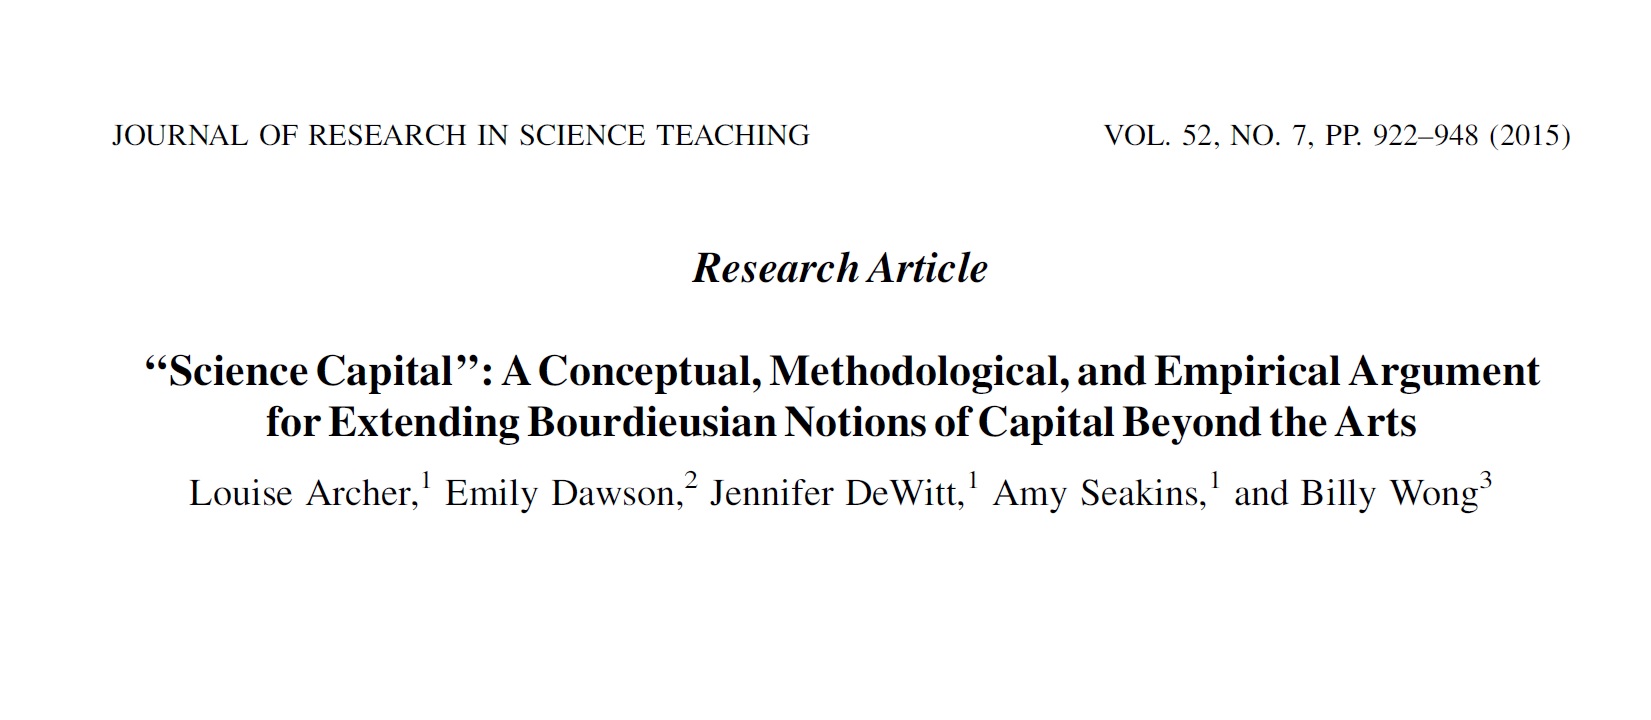 JOURNAL OF RESEARCH IN SCIENCE TEACHING VOL. 52, NO. 7, PP. 922–948 (2015)
Research Article
“Science Capital”: A Conceptual, Methodological, and Empirical Argument
for Extending Bourdieusian Notions of Capital Beyond the Arts
Louise Archer,¹ Emily Dawson,² Jennifer DeWitt,¹ Amy Seakins,¹ and Billy Wong³